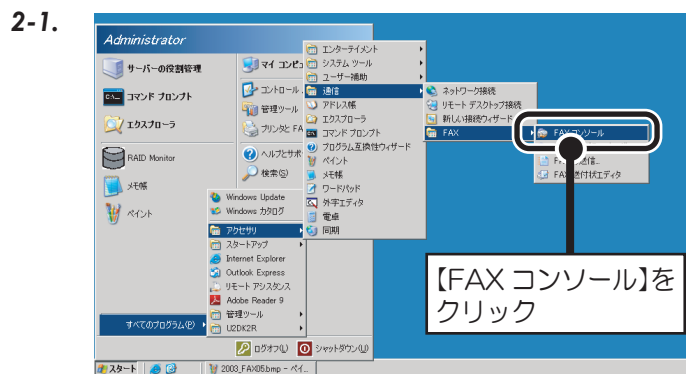 2-1.
Administrator
サーバーの役割管理
コマンド プロンプト
エクスプローラ
RAID Monitor
メモ帳
ペイント
すべてのプログラム(P)
マイ コンピュ
コントロール
管理ツール
プリンタと FA
ヘルプとサポ
検索(S)
ログオフ(L)
シャットダウン(U)
Windows Update
Windows カタログ
アクセサリ
スタートアップ
Internet Explorer
Outlook Express
リモート アシスタンス
Adobe Reader 9
管理ツール
U2DK2R
エンターテイメント
システム ツール
ユーザー補助
通信
アドレス帳
エクスプローラ
コマンド プロンプト
プログラム互換性ウィザード
ペイント
メモ帳
ワードパッド
外字エディタ
電卓
同期
ネットワーク接続
リモート デスクトップ接続
新しい接続ウィザード
FAX
FAX コンソール
送信...
FAX 送付状エディタ
【FAX コンソール】を
クリック
スタート
2003_FAX05.bmp - ペイ...